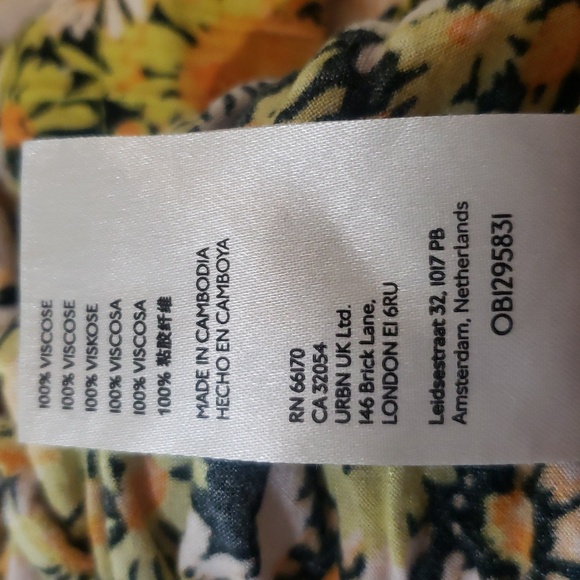 100% VISCOSE
100% VISCOSE
100% VISKOSE
100% VISCOSA
100% VISCOSA
100% 粘胶纤维
MADE IN CAMBODIA
HECHO EN CAMBOYA
RN 66170
CA 32054
URBN UK Ltd.
146 Brick Lane,
LONDON E1 6RU
Leidsestraat 32, 1017 PB
Amsterdam, Netherlands
OB1295831